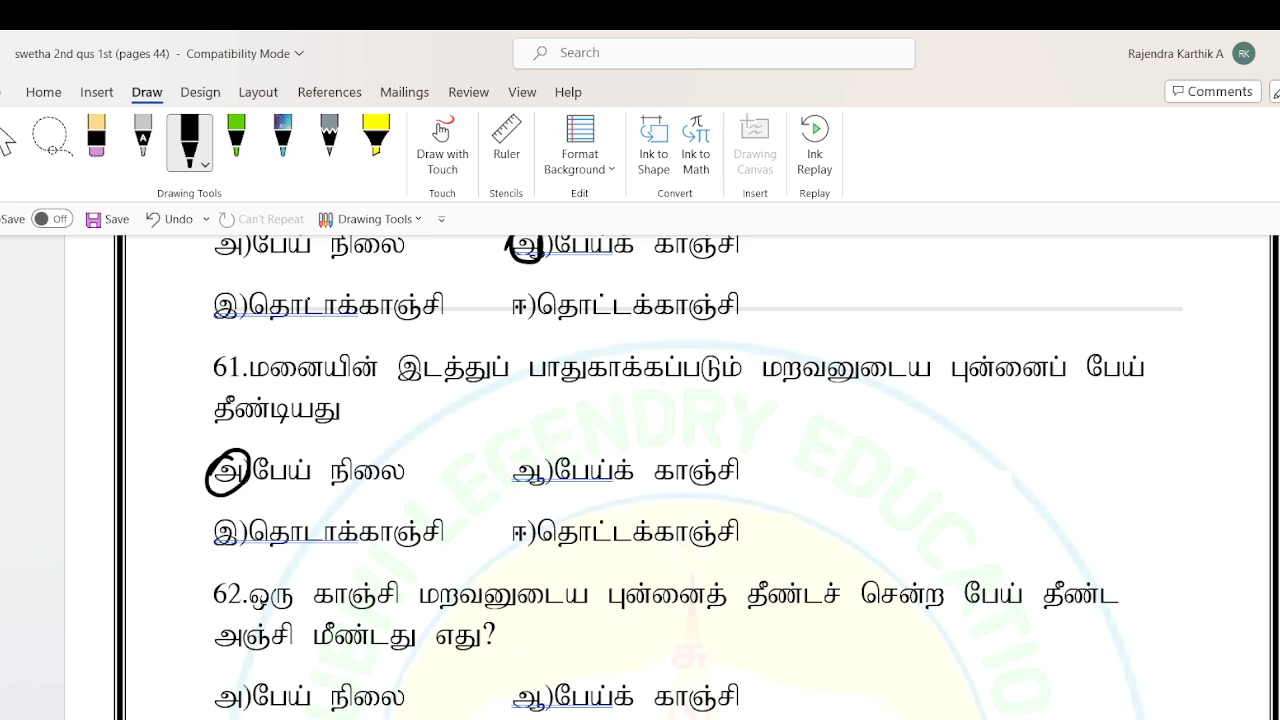 swetha 2nd qus 1st (pages 44) - Compatibility Mode
Search
Rajendra Karthik A RK
Home Insert Draw Design Layout References Mailings Review View Help
Comments
Draw with Touch
Ruler
Format Background
Ink to Shape
Ink to Math
Drawing Canvas
Ink Replay
Drawing Tools Touch Stencils Edit Convert Insert Replay
Save Off Save Undo Can't Repeat Drawing Tools
அ)பேய் நிலை ஆ)பேய்க் காஞ்சி
இ)தொடாக்காஞ்சி ஈ)தொட்டக்காஞ்சி
61.மனையின் இடத்துப் பாதுகாக்கப்படும் மறவனுடைய புன்னைப் பேய்
தீண்டியது
அ)பேய் நிலை ஆ)பேய்க் காஞ்சி
இ)தொடாக்காஞ்சி ஈ)தொட்டக்காஞ்சி
62.ஒரு காஞ்சி மறவனுடைய புன்னைத் தீண்டச் சென்ற பேய் தீண்ட
அஞ்சி மீண்டது எது?
அ)பேய் நிலை ஆ)பேய்க் காஞ்சி
LEGENDRY EDUCATIO